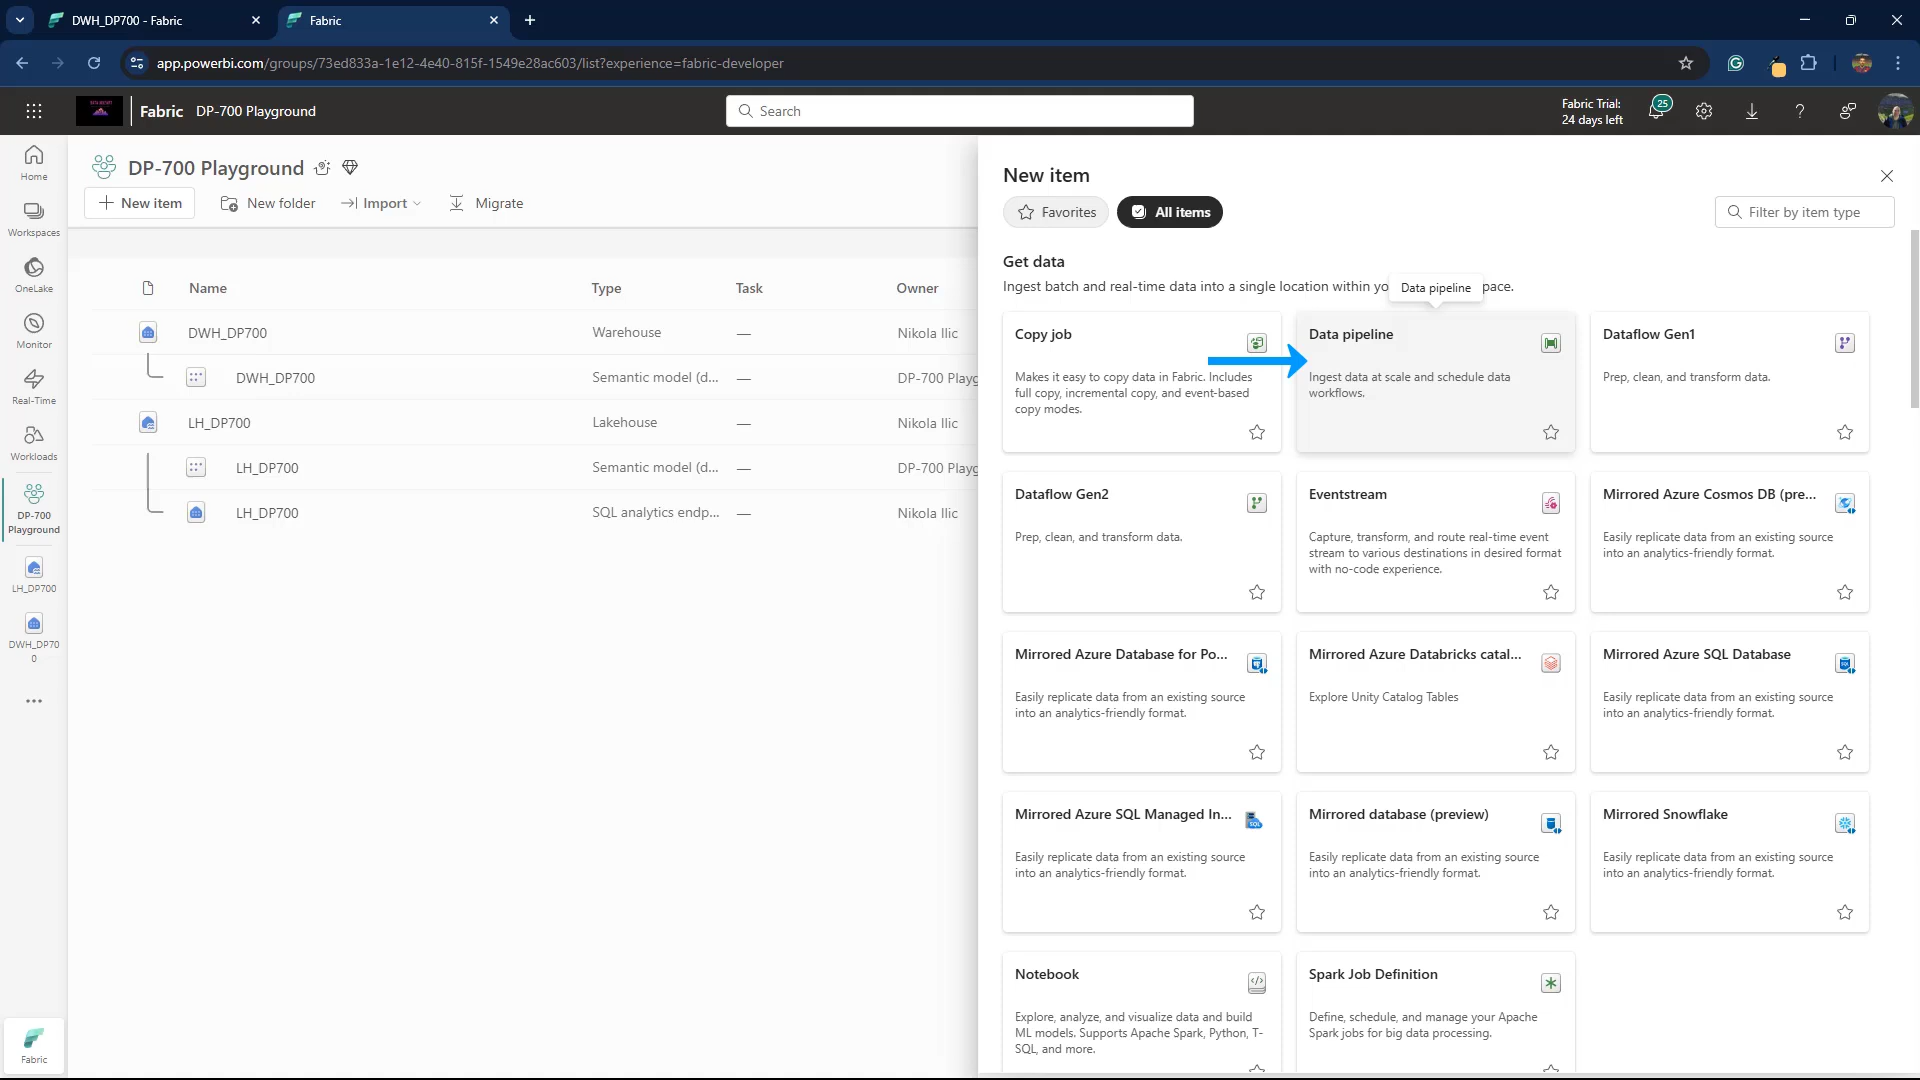 DWH_DP700 - Fabric
Fabric
app.powerbi.com/groups/73ed833a-1e12-4e40-815f-1549e28ac603/list?experience=fabric-developer
Fabric DP-700 Playground
Search
Fabric Trial:
24 days left
25
Home
Workspaces
OneLake
Monitor
Real-Time
Workloads
DP-700
Playground
LH_DP700
DWH_DP70
0
Fabric
DP-700 Playground
New item
New folder
Import
Migrate
Name Type Task Owner
DWH_DP700 Warehouse — Nikola Ilic
DWH_DP700 Semantic model (d... — DP-700 Playg
LH_DP700 Lakehouse — Nikola Ilic
LH_DP700 Semantic model (d... — DP-700 Playg
LH_DP700 SQL analytics endp... — Nikola Ilic
New item
Favorites
All items
Filter by item type
Get data
Ingest batch and real-time data into a single location within yo pace.
Data pipeline
Copy job
Makes it easy to copy data in Fabric. Includes
full copy, incremental copy, and event-based
copy modes.
Data pipeline
Ingest data at scale and schedule data
workflows.
Dataflow Gen1
Prep, clean, and transform data.
Dataflow Gen2
Prep, clean, and transform data.
Eventstream
Capture, transform, and route real-time event
stream to various destinations in desired format
with no-code experience.
Mirrored Azure Cosmos DB (pre...
Easily replicate data from an existing source
into an analytics-friendly format.
Mirrored Azure Database for Po...
Easily replicate data from an existing source
into an analytics-friendly format.
Mirrored Azure Databricks catal...
Explore Unity Catalog Tables
Mirrored Azure SQL Database
Easily replicate data from an existing source
into an analytics-friendly format.
Mirrored Azure SQL Managed In...
Easily replicate data from an existing source
into an analytics-friendly format.
Mirrored database (preview)
Easily replicate data from an existing source
into an analytics-friendly format.
Mirrored Snowflake
Easily replicate data from an existing source
into an analytics-friendly format.
Notebook
Explore, analyze, and visualize data and build
ML models. Supports Apache Spark, Python, T-
SQL, and more.
Spark Job Definition
Define, schedule, and manage your Apache
Spark jobs for big data processing.